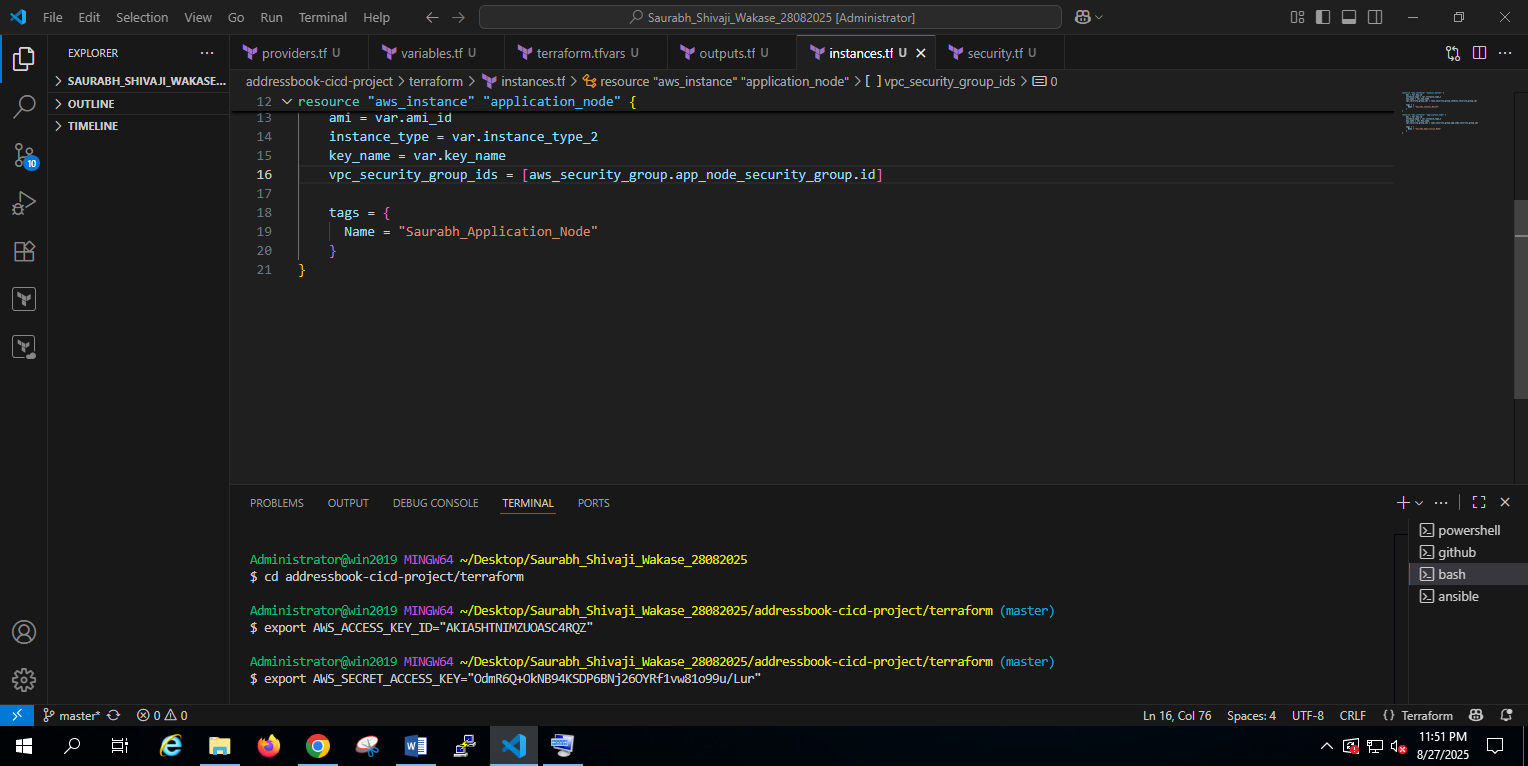 File Edit Selection View Go Run Terminal Help
Saurabh_Shivaji_Wakase_28082025 [Administrator]
EXPLORER
SAURABH_SHIVAJI_WAKASE...
OUTLINE
TIMELINE
10
providers.tf U
variables.tf U
terraform.tfvars U
outputs.tf U
instances.tf U
security.tf U
addressbook-cicd-project > terraform > instances.tf > resource "aws_instance" "application_node" > [ ] vpc_security_group_ids > 0
12 resource "aws_instance" "application_node" {
13 ami = var.ami_id
14 instance_type = var.instance_type_2
15 key_name = var.key_name
16 vpc_security_group_ids = [aws_security_group.app_node_security_group.id]
17
18 tags = {
19 Name = "Saurabh_Application_Node"
20 }
21 }
PROBLEMS OUTPUT DEBUG CONSOLE TERMINAL PORTS
powershell
github
bash
ansible
Administrator@win2019 MINGW64 ~/Desktop/Saurabh_Shivaji_Wakase_28082025
$ cd addressbook-cicd-project/terraform
Administrator@win2019 MINGW64 ~/Desktop/Saurabh_Shivaji_Wakase_28082025/addressbook-cicd-project/terraform (master)
$ export AWS_ACCESS_KEY_ID="AKIA5HTNIMZUOASC4RQZ"
Administrator@win2019 MINGW64 ~/Desktop/Saurabh_Shivaji_Wakase_28082025/addressbook-cicd-project/terraform (master)
$ export AWS_SECRET_ACCESS_KEY="OdmR6Q+OkNB94KSDP6BNj26OYRf1vw81o99u/Lur"
master* 0 0
Ln 16, Col 76 Spaces: 4 UTF-8 CRLF {} Terraform
11:51 PM
8/27/2025